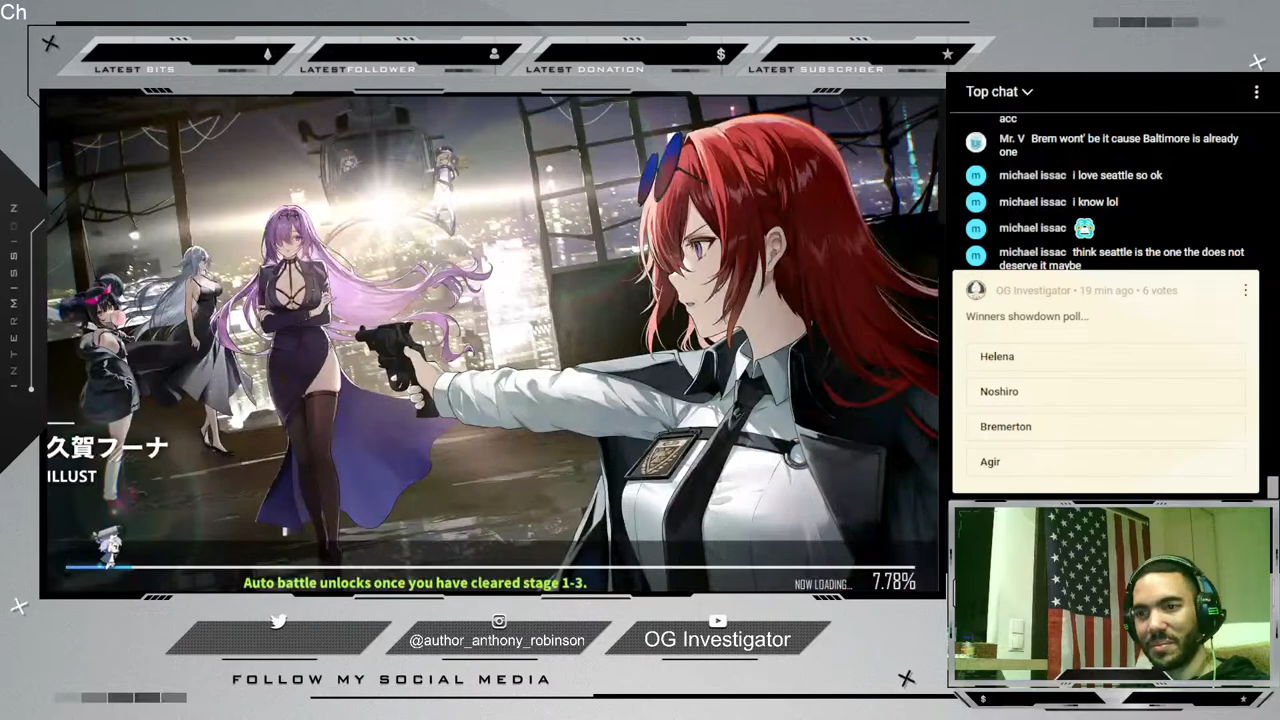 Ch
LATEST BITS
LATEST FOLLOWER
LATEST DONATION
LATEST SUBSCRIBER
INTERMISSION
Top chat
acc
Mr. V Brem wont' be it cause Baltimore is already
one
michael issac i love seattle so ok
michael issac i know lol
michael issac
michael issac think seattle is the one the does not
deserve it maybe
OG Investigator • 19 min ago • 6 votes
Winners showdown poll...
Helena
Noshiro
Bremerton
Agir
久賀フーナ
ILLUST
Auto battle unlocks once you have cleared stage 1-3.
NOW LOADING... 7.78%
@author_anthony_robinson
OG Investigator
FOLLOW MY SOCIAL MEDIA